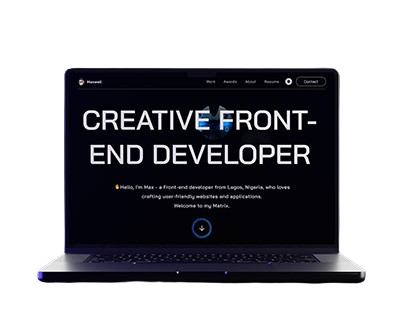 Maxwell
Work Awards About Resume Contact
CREATIVE FRONT-
END DEVELOPER
👋Hello, I'm Max - a Front-end developer from Lagos, Nigeria, who loves
crafting user-friendly websites and applications.
Welcome to my Matrix.